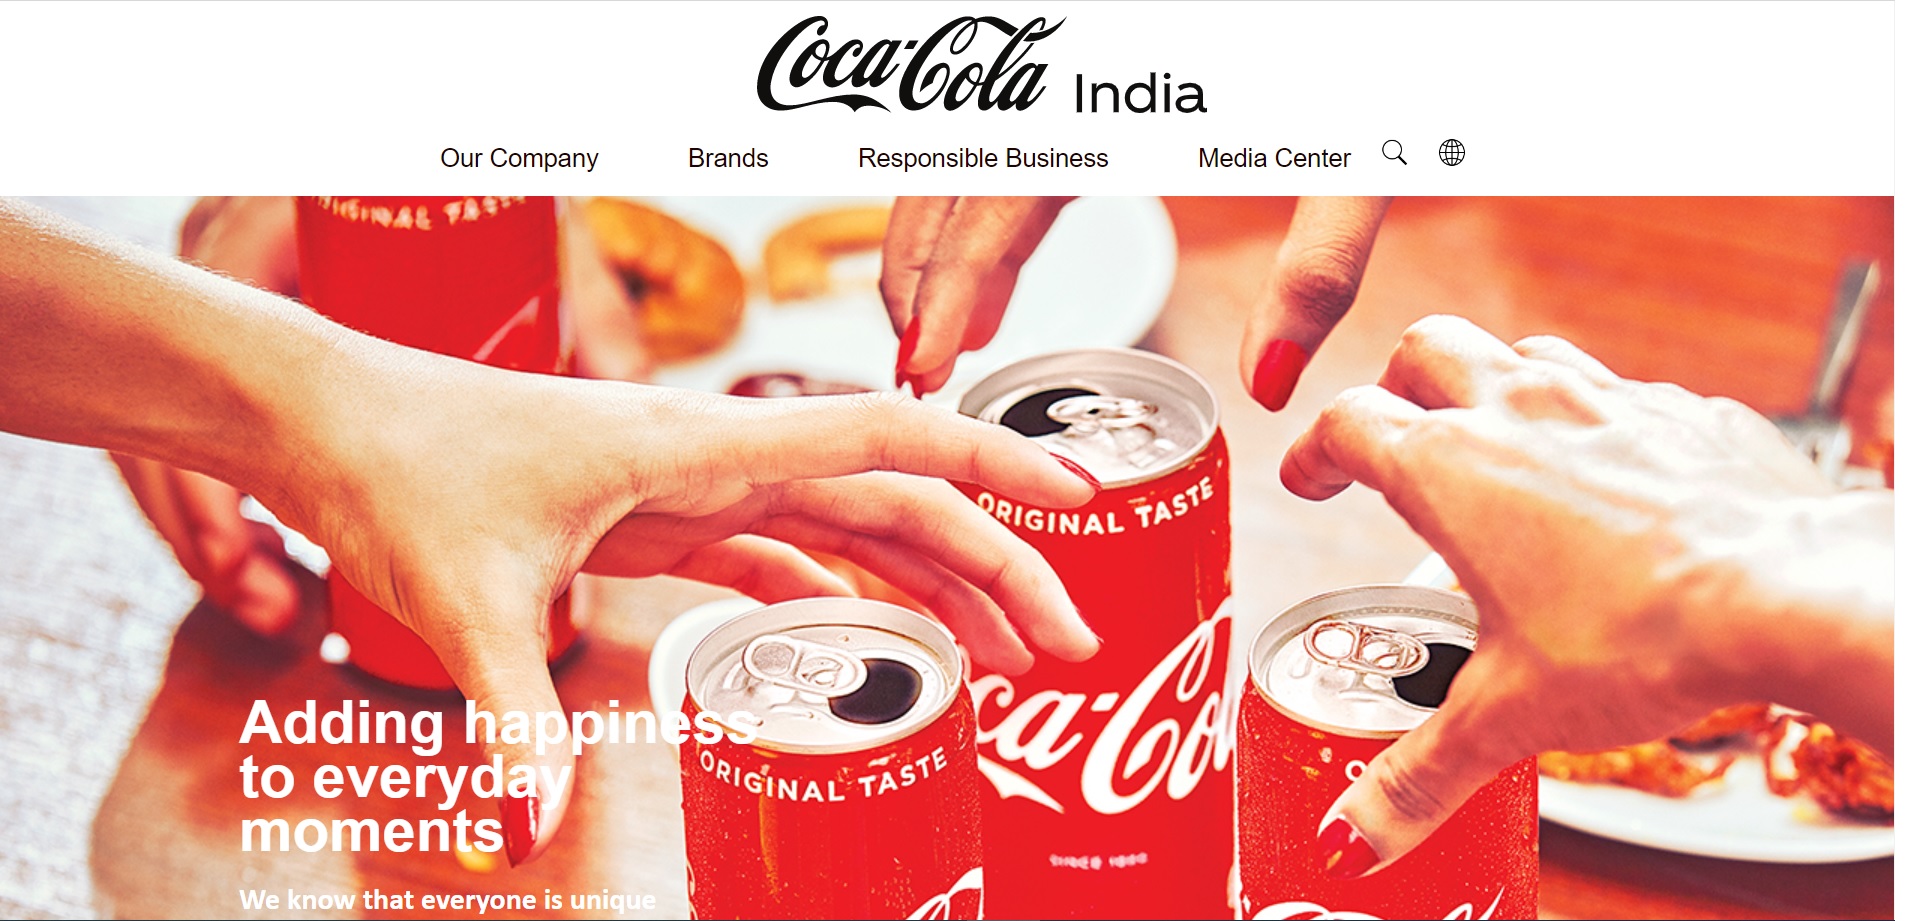 Coca-Cola India
Our Company Brands Responsible Business Media Center
ORIGINAL TASTE
ORIGINAL TASTE
ca-Col
Adding happiness
to everyday
moments
ORIGINAL TASTE
O
We know that everyone is unique